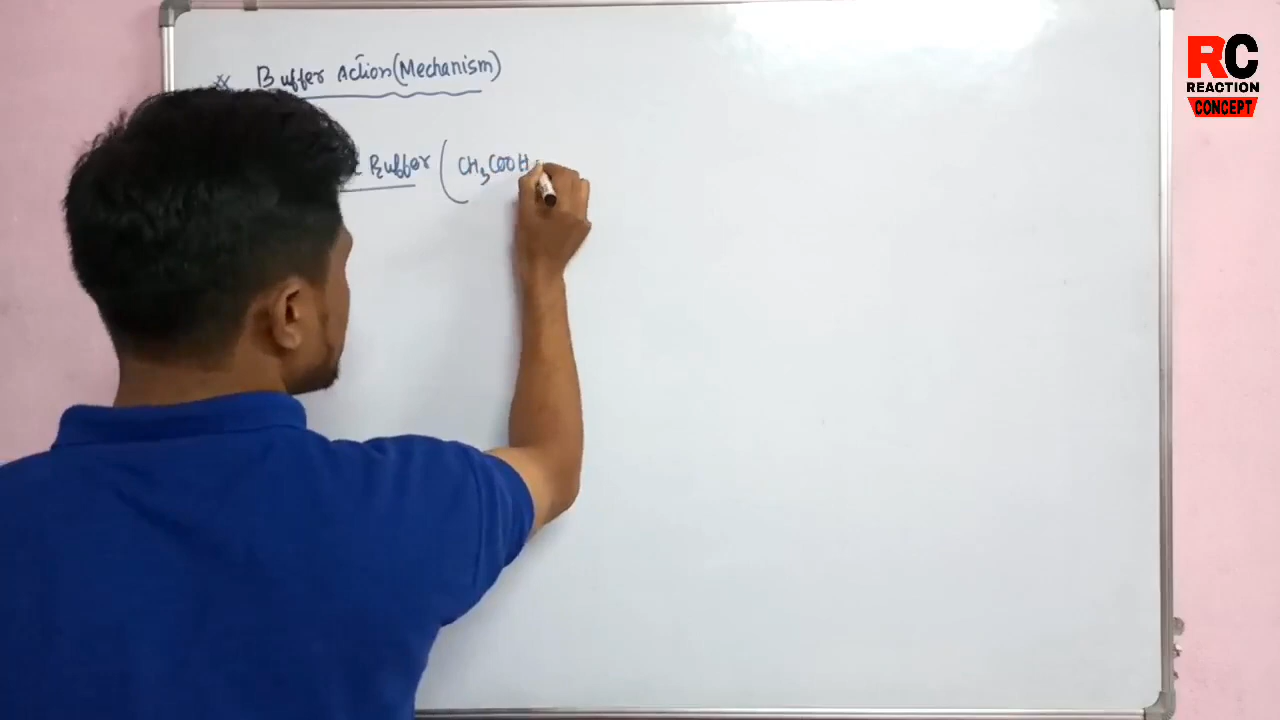 Buffer Action(Mechanism)
Buffer (CH₃COOH
RC
REACTION
CONCEPT